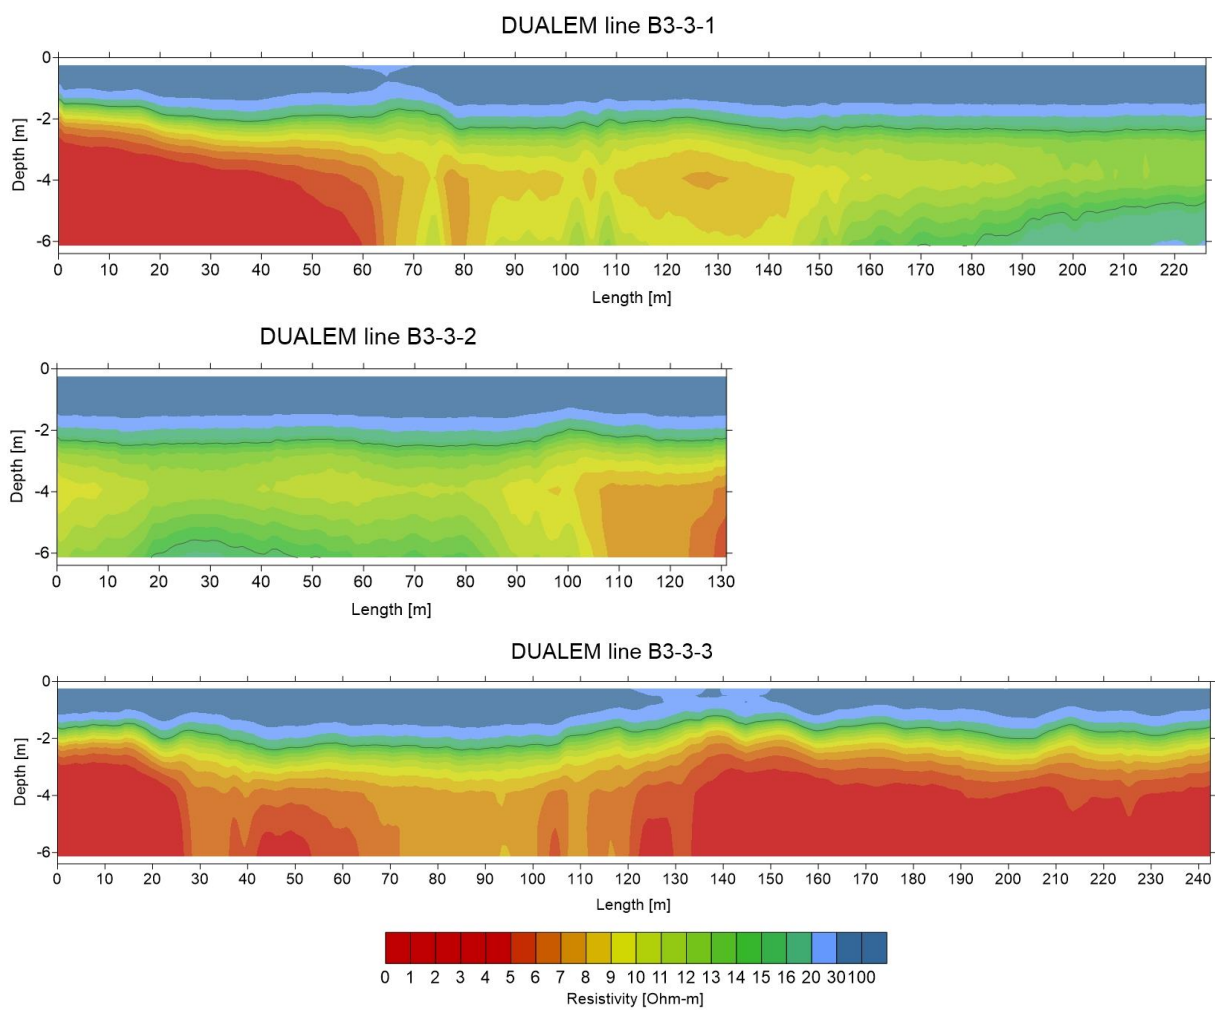 DUALEM line B3-3-1
0
-2
-4
-6
Depth [m]
0 10 20 30 40 50 60 70 80 90 100 110 120 130 140 150 160 170 180 190 200 210 220
Length [m]
DUALEM line B3-3-2
0
-2
-4
-6
Depth [m]
0 10 20 30 40 50 60 70 80 90 100 110 120 130
Length [m]
DUALEM line B3-3-3
0
-2
-4
-6
Depth [m]
0 10 20 30 40 50 60 70 80 90 100 110 120 130 140 150 160 170 180 190 200 210 220 230 240
Length [m]
0 1 2 3 4 5 6 7 8 9 10 11 12 13 14 15 16 20 30 100
Resistivity [Ohm-m]